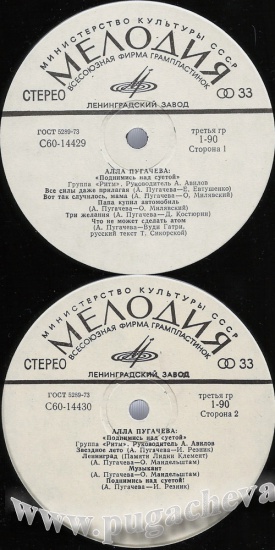 МИНИСТЕРСТВО КУЛЬТУРЫ СССР
МЕЛОДИЯ
ВСЕСОЮЗНАЯ ФИРМА ГРАМПЛАСТИНОК
СТЕРЕО
33
ЛЕНИНГРАДСКИЙ ЗАВОД
ГОСТ 5289-73
третья гр
С60-14429
1-90
Сторона 1
АЛЛА ПУГАЧЕВА:
«Поднимись над суетой»
Группа «Ритм». Руководитель А. Авилов
Все силы даже прилагая (А. Пугачева—Е. Евтушенко)
Вот так случилось, мама (А. Пугачева—О. Милявский)
Папа купил автомобиль
(А. Пугачева—О. Милявский)
Три желания (А. Пугачева—Д. Костюрин)
Что не может сделать атом
(А. Пугачева—Вуди Гатри,
русский текст Т. Сикорской)
МИНИСТЕРСТВО КУЛЬТУРЫ СССР
МЕЛОДИЯ
ВСЕСОЮЗНАЯ ФИРМА ГРАМПЛАСТИНОК
СТЕРЕО
33
ЛЕНИНГРАДСКИЙ ЗАВОД
ГОСТ 5289-73
третья гр
С60-14430
1-90
Сторона 2
АЛЛА ПУГАЧЕВА:
«Поднимись над суетой»
Группа «Ритм». Руководитель А. Авилов
Звездное лето (А. Пугачева—И. Резник)
Ленинград (Памяти Лидии Клемент)
(А. Пугачева—О. Мандельштам)
Музыкант
(А. Пугачева—О. Мандельштам)
Поднимись над суетой!
(А. Пугачева—И. Резник)
www.pugacheva